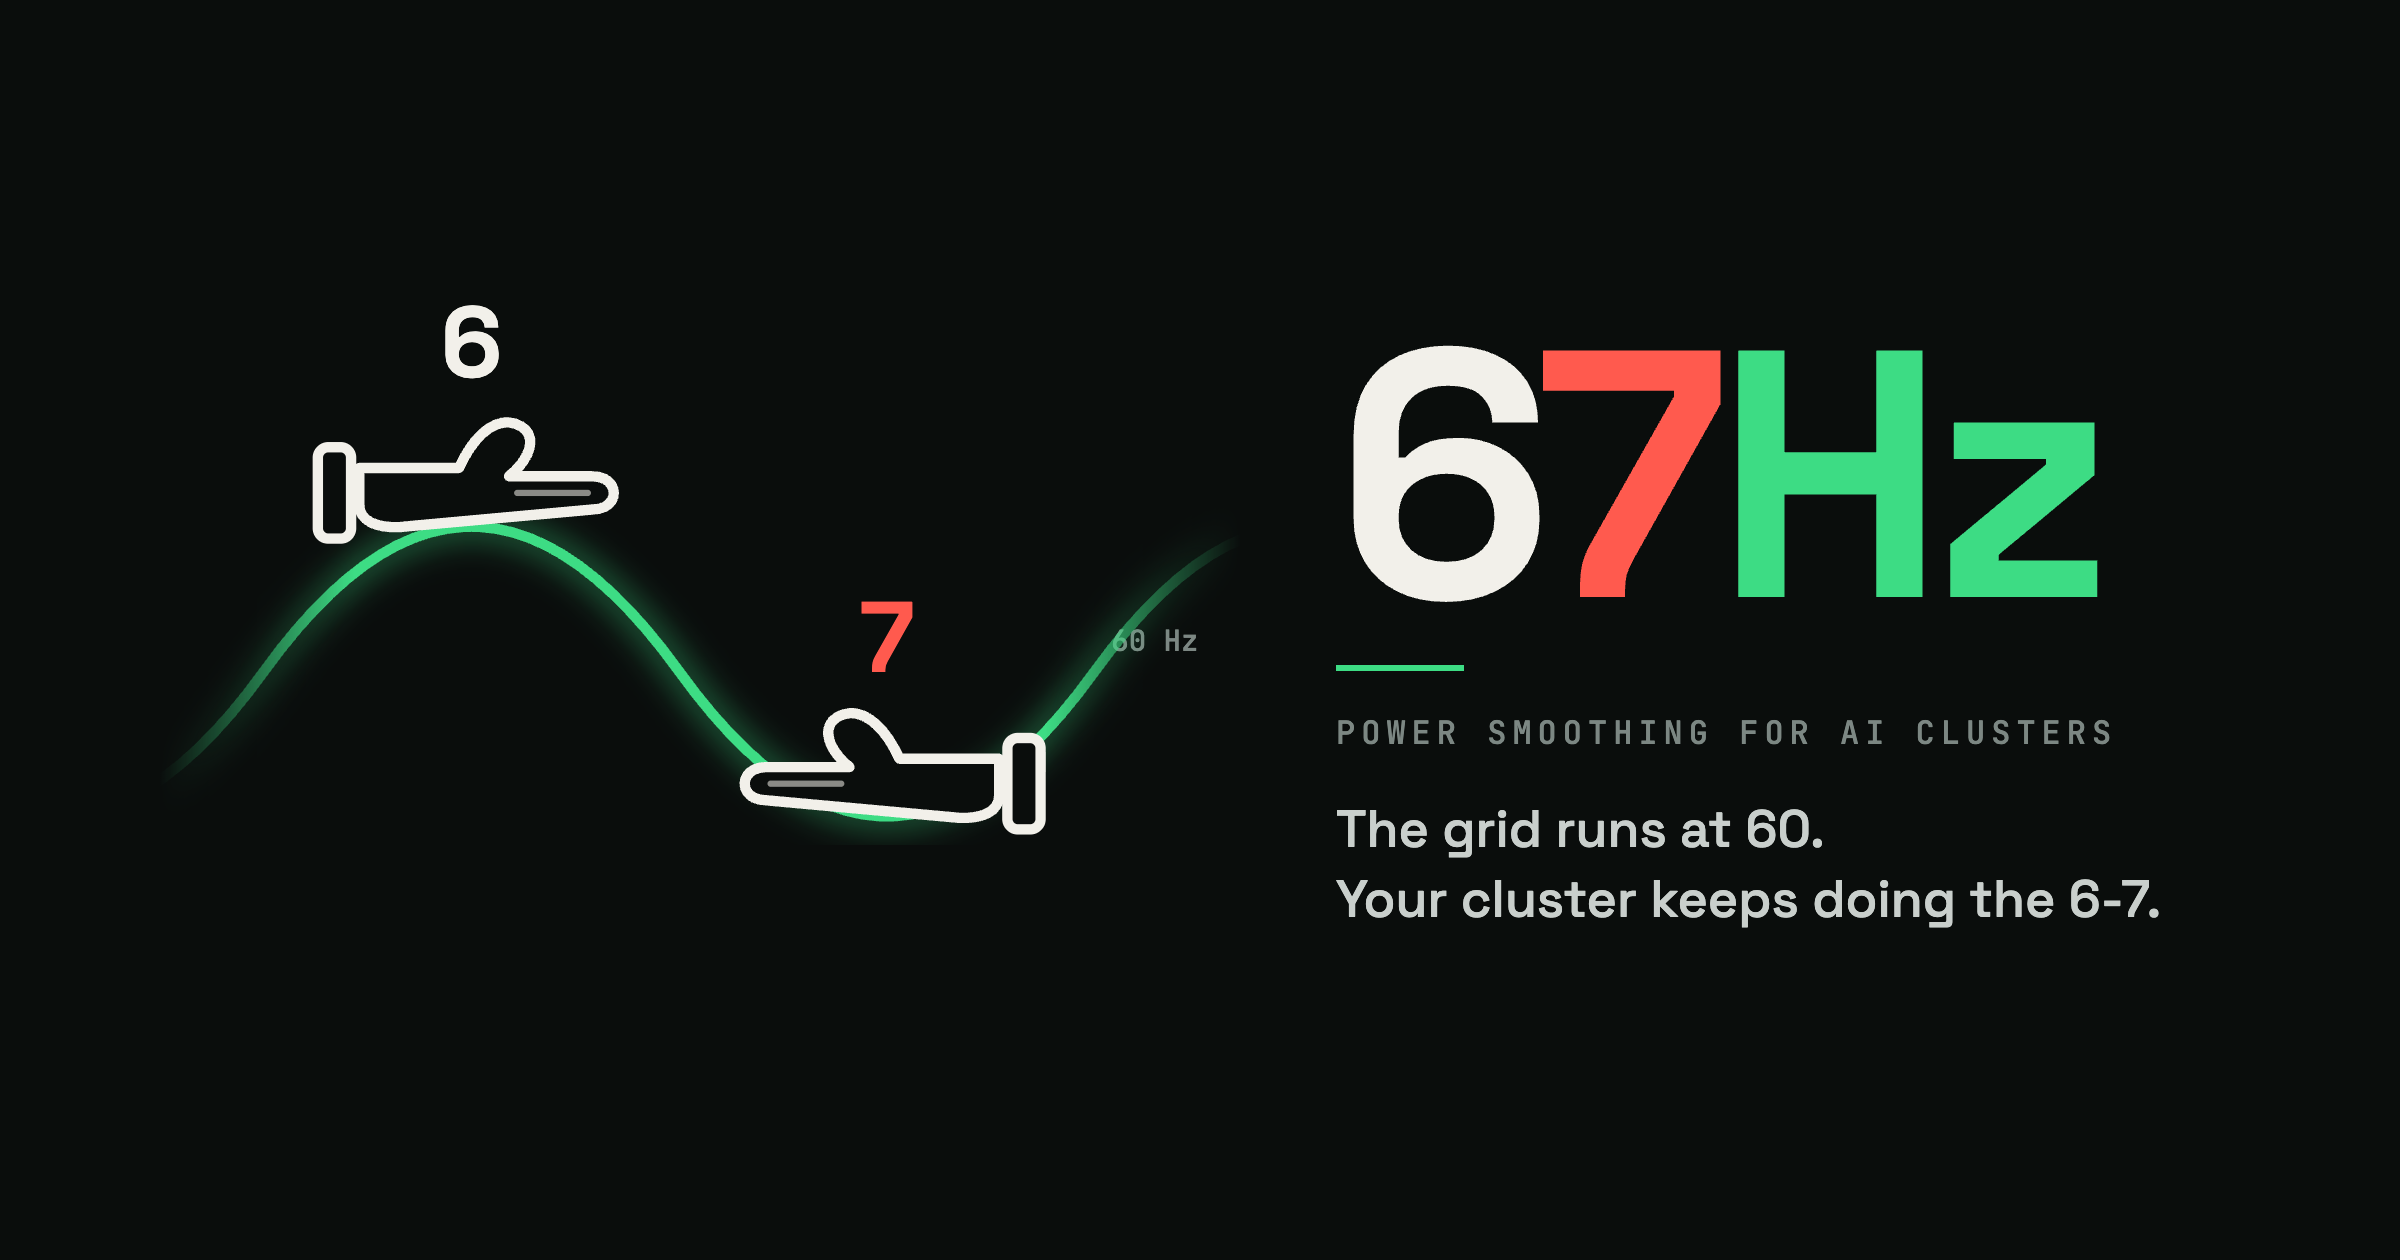 6
7
60 Hz
67Hz
POWER SMOOTHING FOR AI CLUSTERS
The grid runs at 60.
Your cluster keeps doing the 6-7.